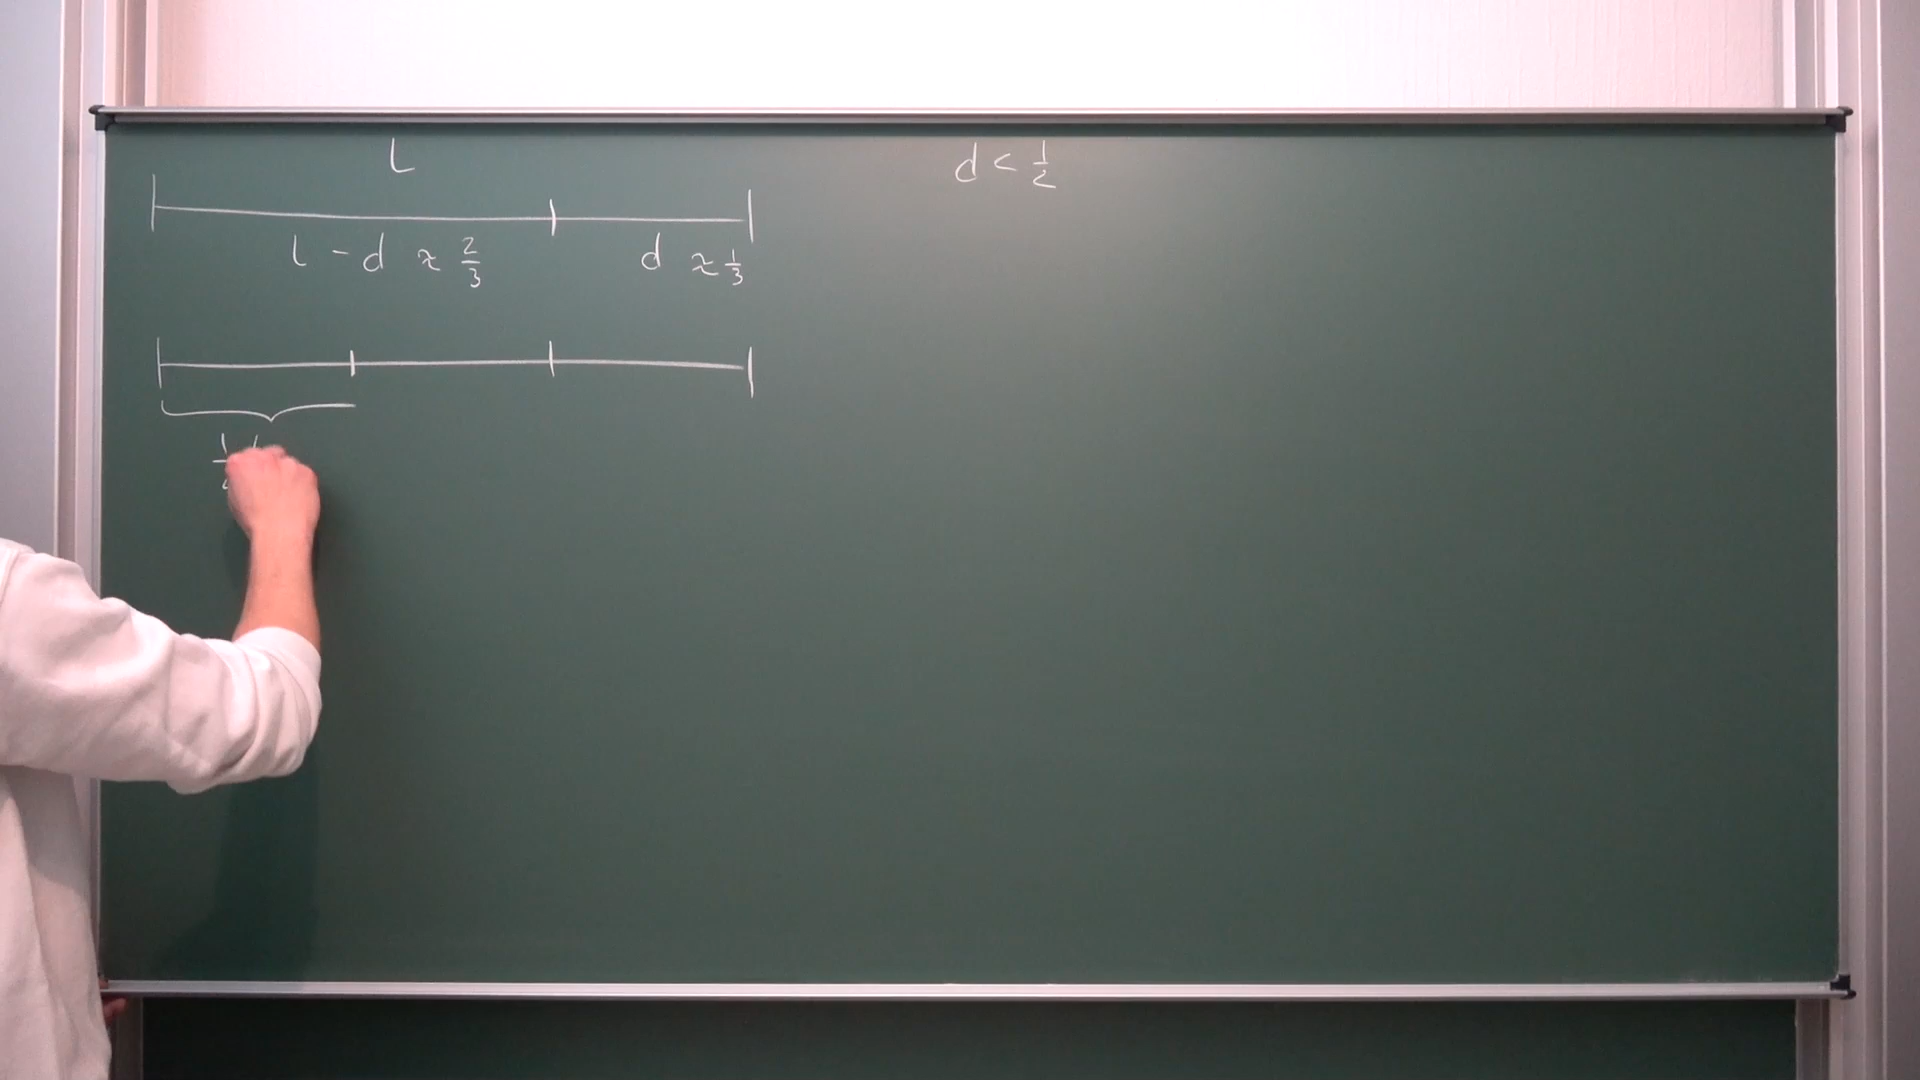 L
d < 1/2
l - d ≈ 2/3
d ≈ 1/3